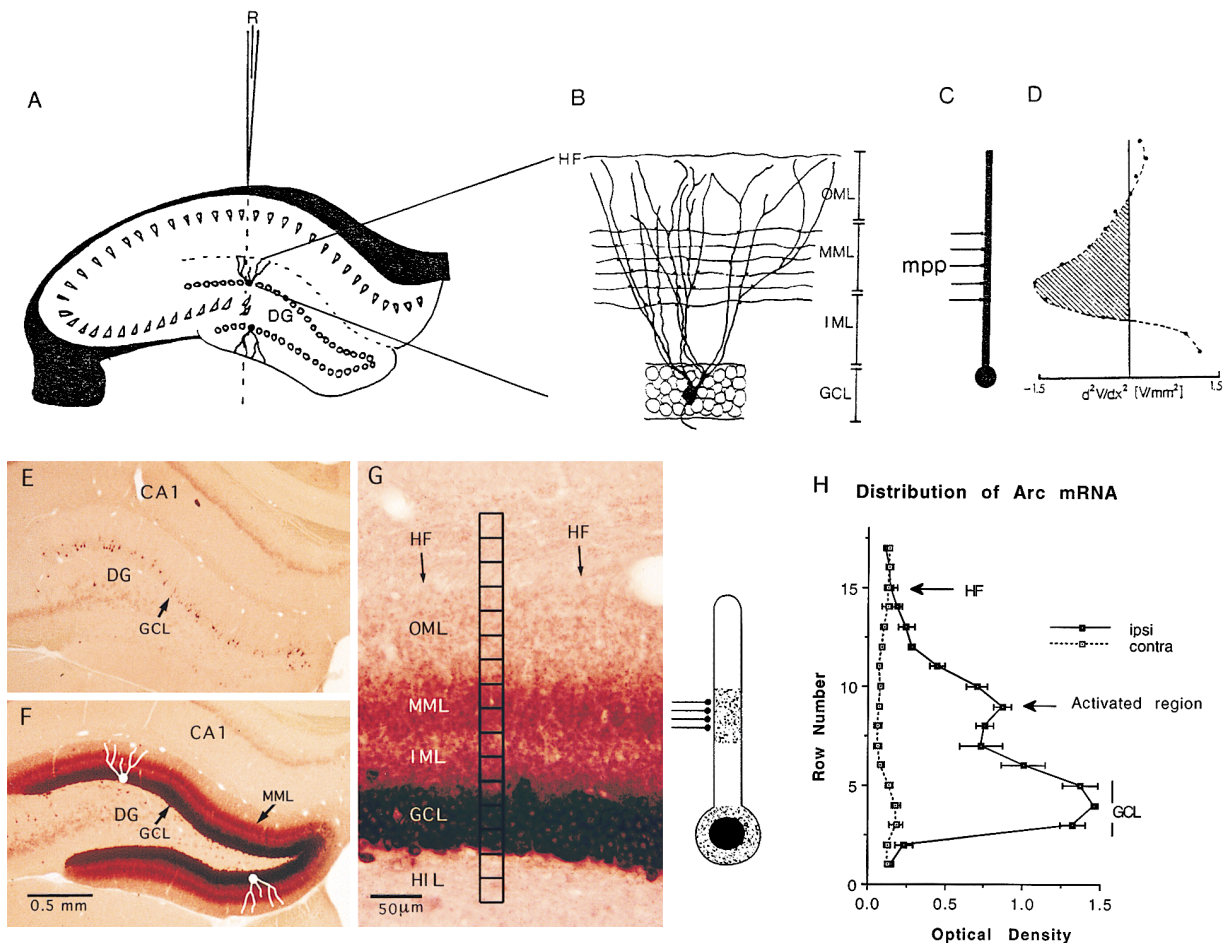 R
A
B
C
D
HF
OML
MML
IML
GCL
DG
mpp
-1.5
2
1.5
d²V/dx² [V/mm²]
E
CA1
DG
GCL
F
CA1
MML
DG
GCL
0.5 mm
G
HF
HF
OML
MML
IML
GCL
HIL
50µm
H Distribution of Arc mRNA
HF
ipsi
contra
Activated region
GCL
Row Number
15
10
5
0
0.0 0.5 1.0 1.5
Optical Density